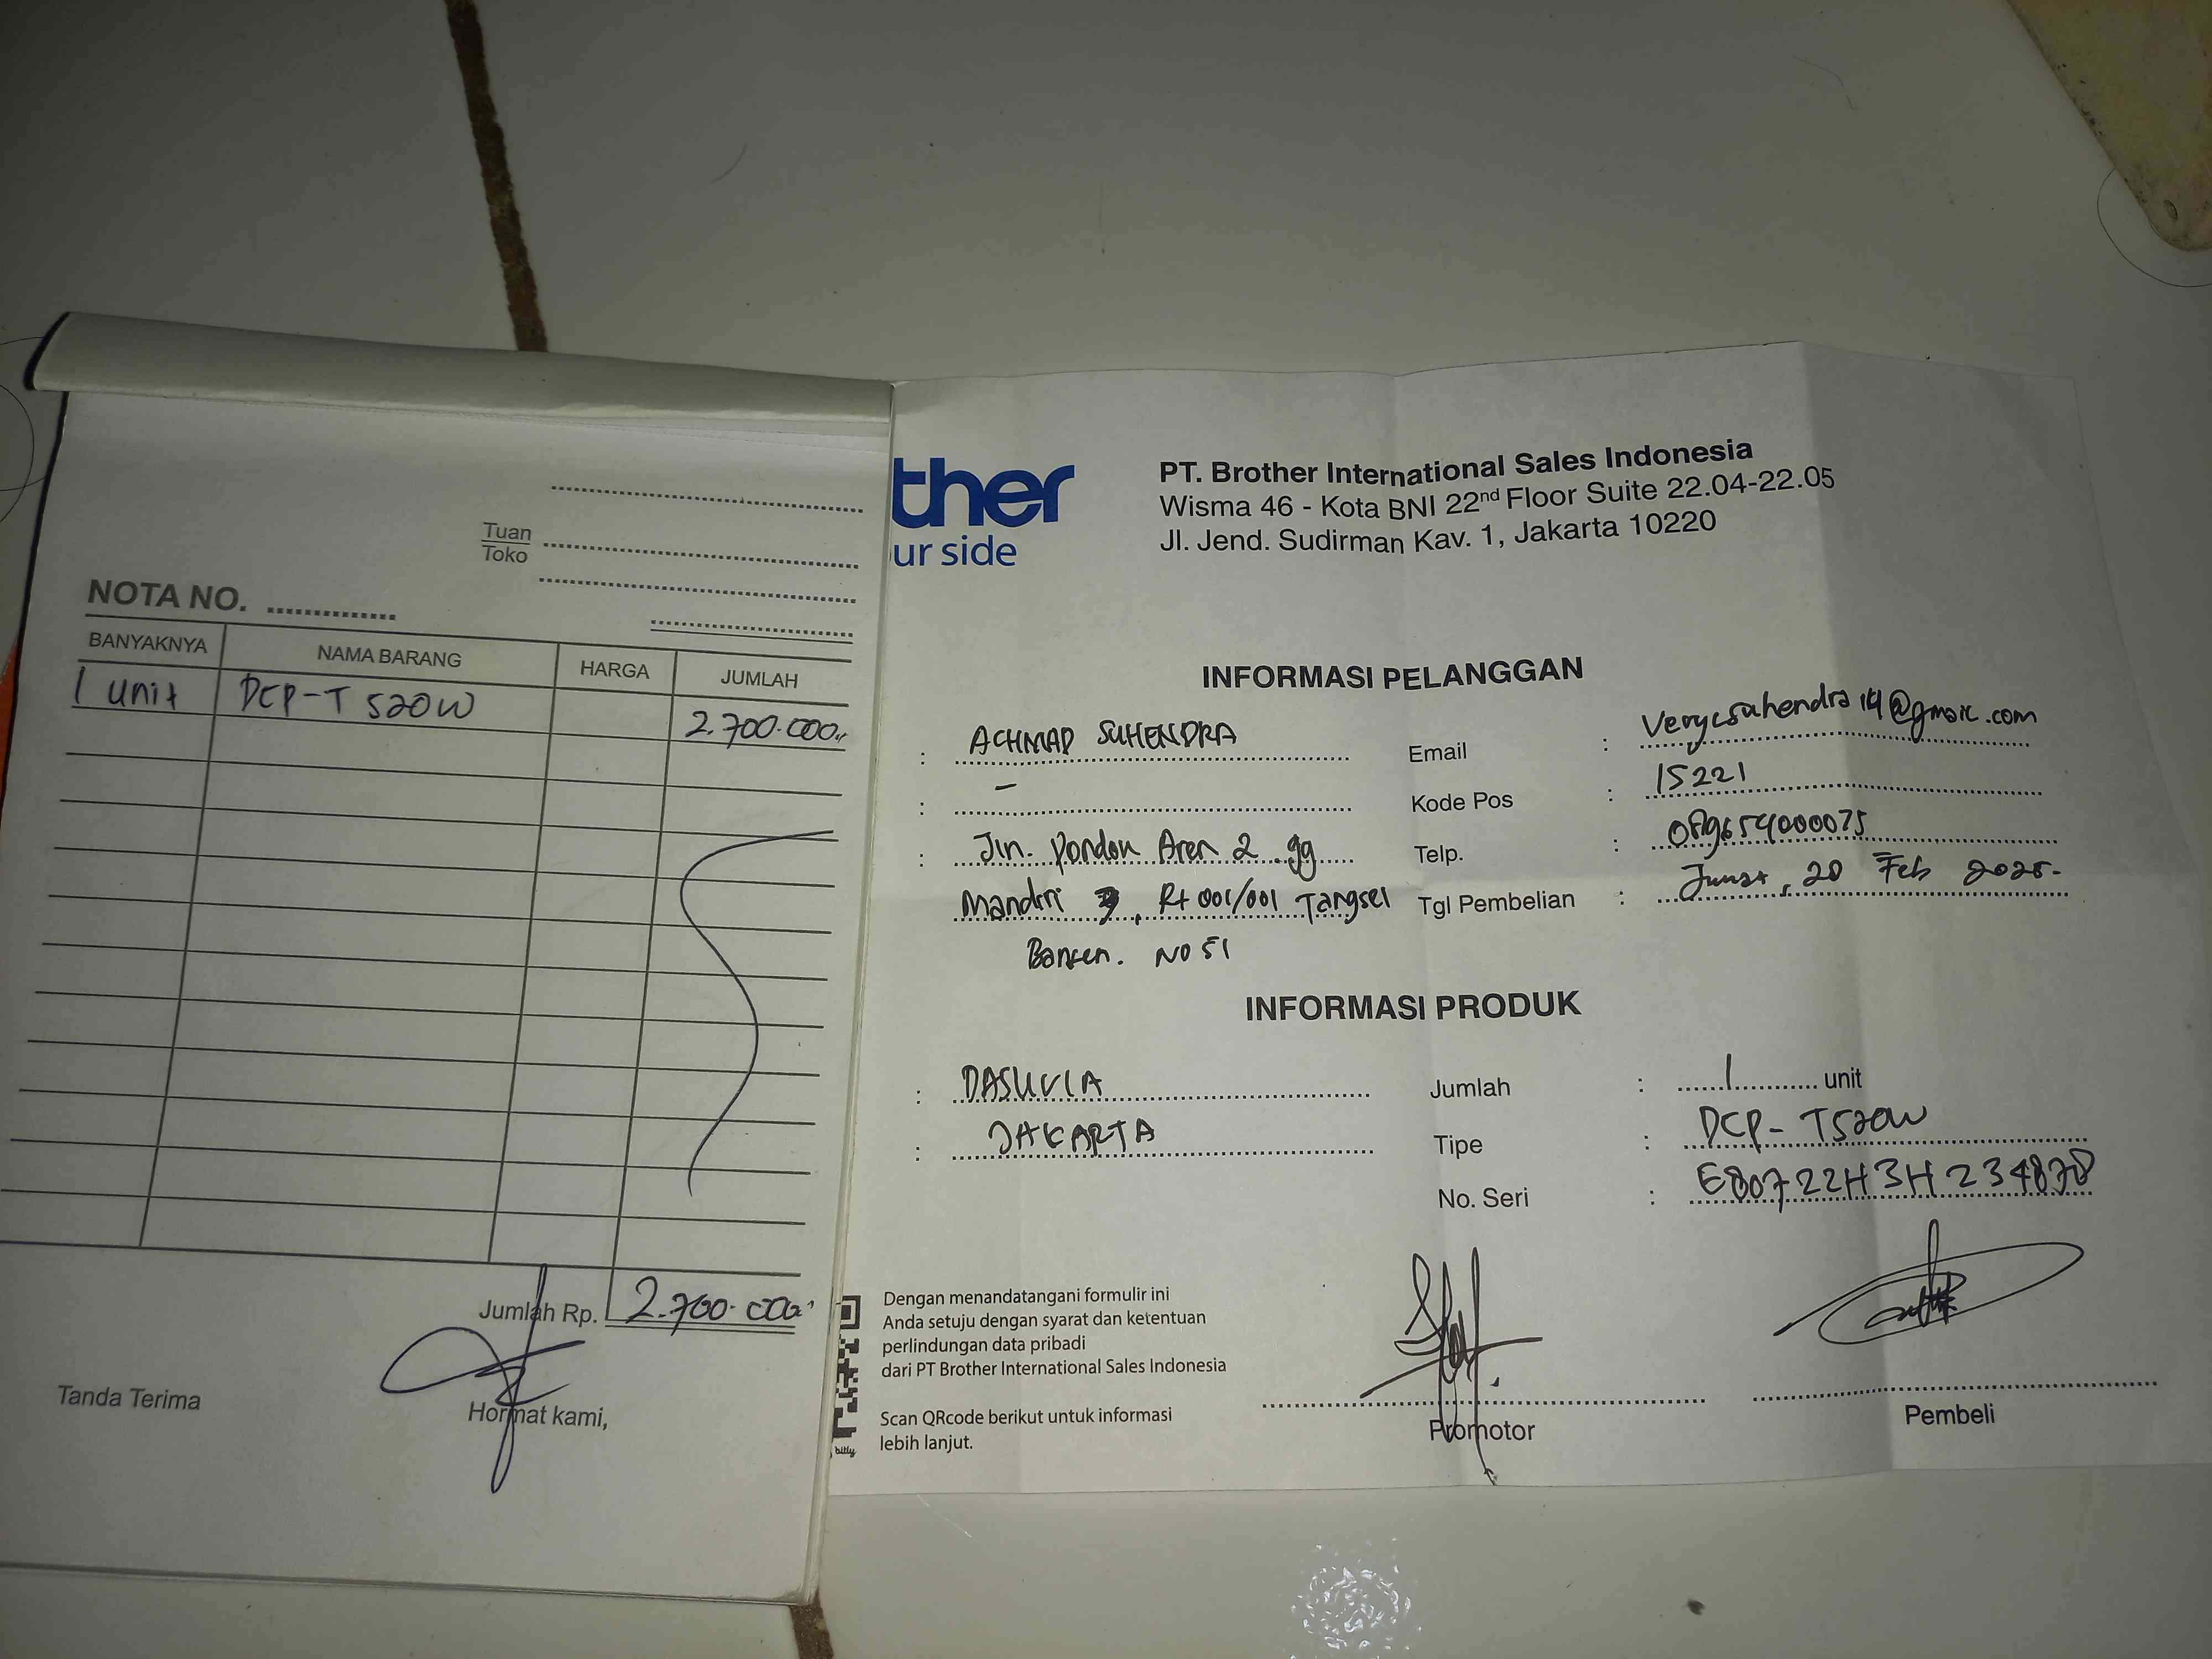 Tuan
Toko
NOTA NO.
BANYAKNYA NAMA BARANG HARGA JUMLAH
1 unit DCP-T 520W 2.700.000,-
Jumlah Rp. 2.700.000,-
Tanda Terima Hormat kami,
ther
ur side
PT. Brother International Sales Indonesia
Wisma 46 - Kota BNI 22nd Floor Suite 22.04-22.05
Jl. Jend. Sudirman Kav. 1, Jakarta 10220
INFORMASI PELANGGAN
: ACHMAD SUHENDRA Email :
: - Kode Pos : 15221
: Jln. Pondok Aren 2 gg Telp. :
Mandiri , Rt 001/001 Tangsel Tgl Pembelian : 20 Feb 2025-
Banten. NO 51
INFORMASI PRODUK
: Jumlah : 1 unit
: JAKARTA Tipe : DCP- T520W
No. Seri : E80722H3H234878
Dengan menandatangani formulir ini
Anda setuju dengan syarat dan ketentuan
perlindungan data pribadi
dari PT Brother International Sales Indonesia
Scan QRcode berikut untuk informasi
lebih lanjut.
bitly
Promotor Pembeli